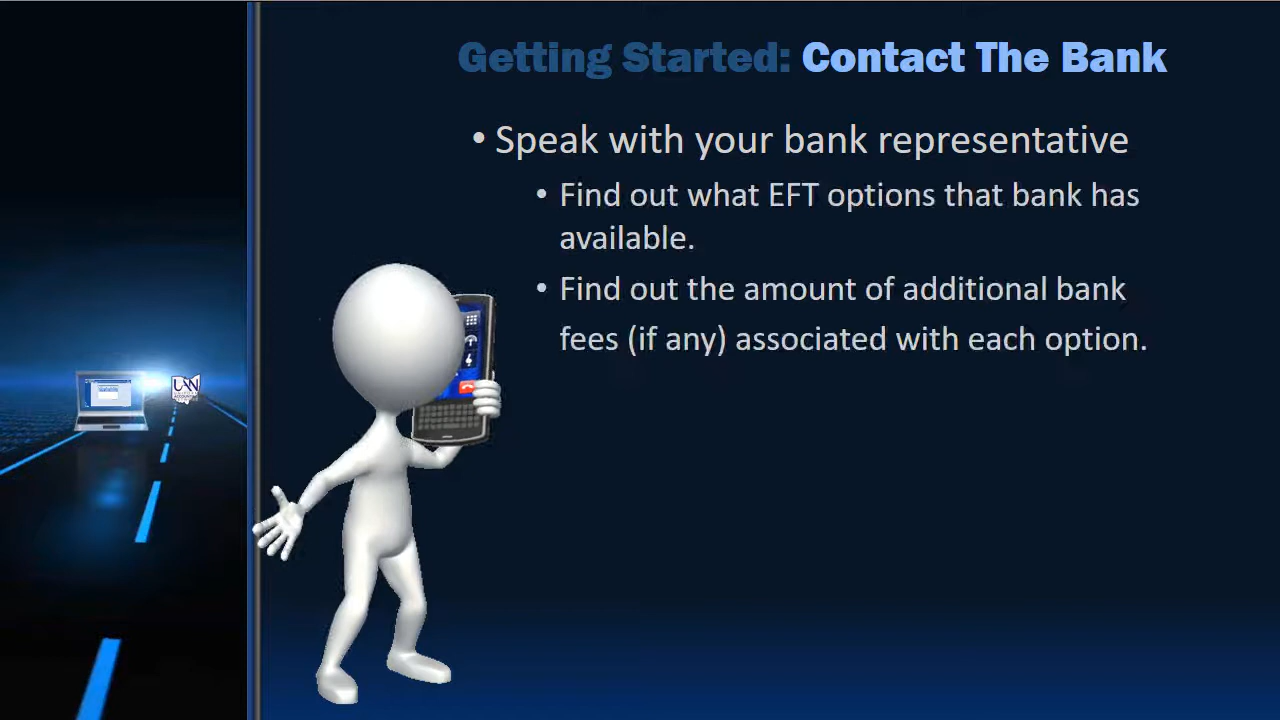 Getting Started: Contact The Bank
• Speak with your bank representative
• Find out what EFT options that bank has
available.
• Find out the amount of additional bank
fees (if any) associated with each option.
UAN